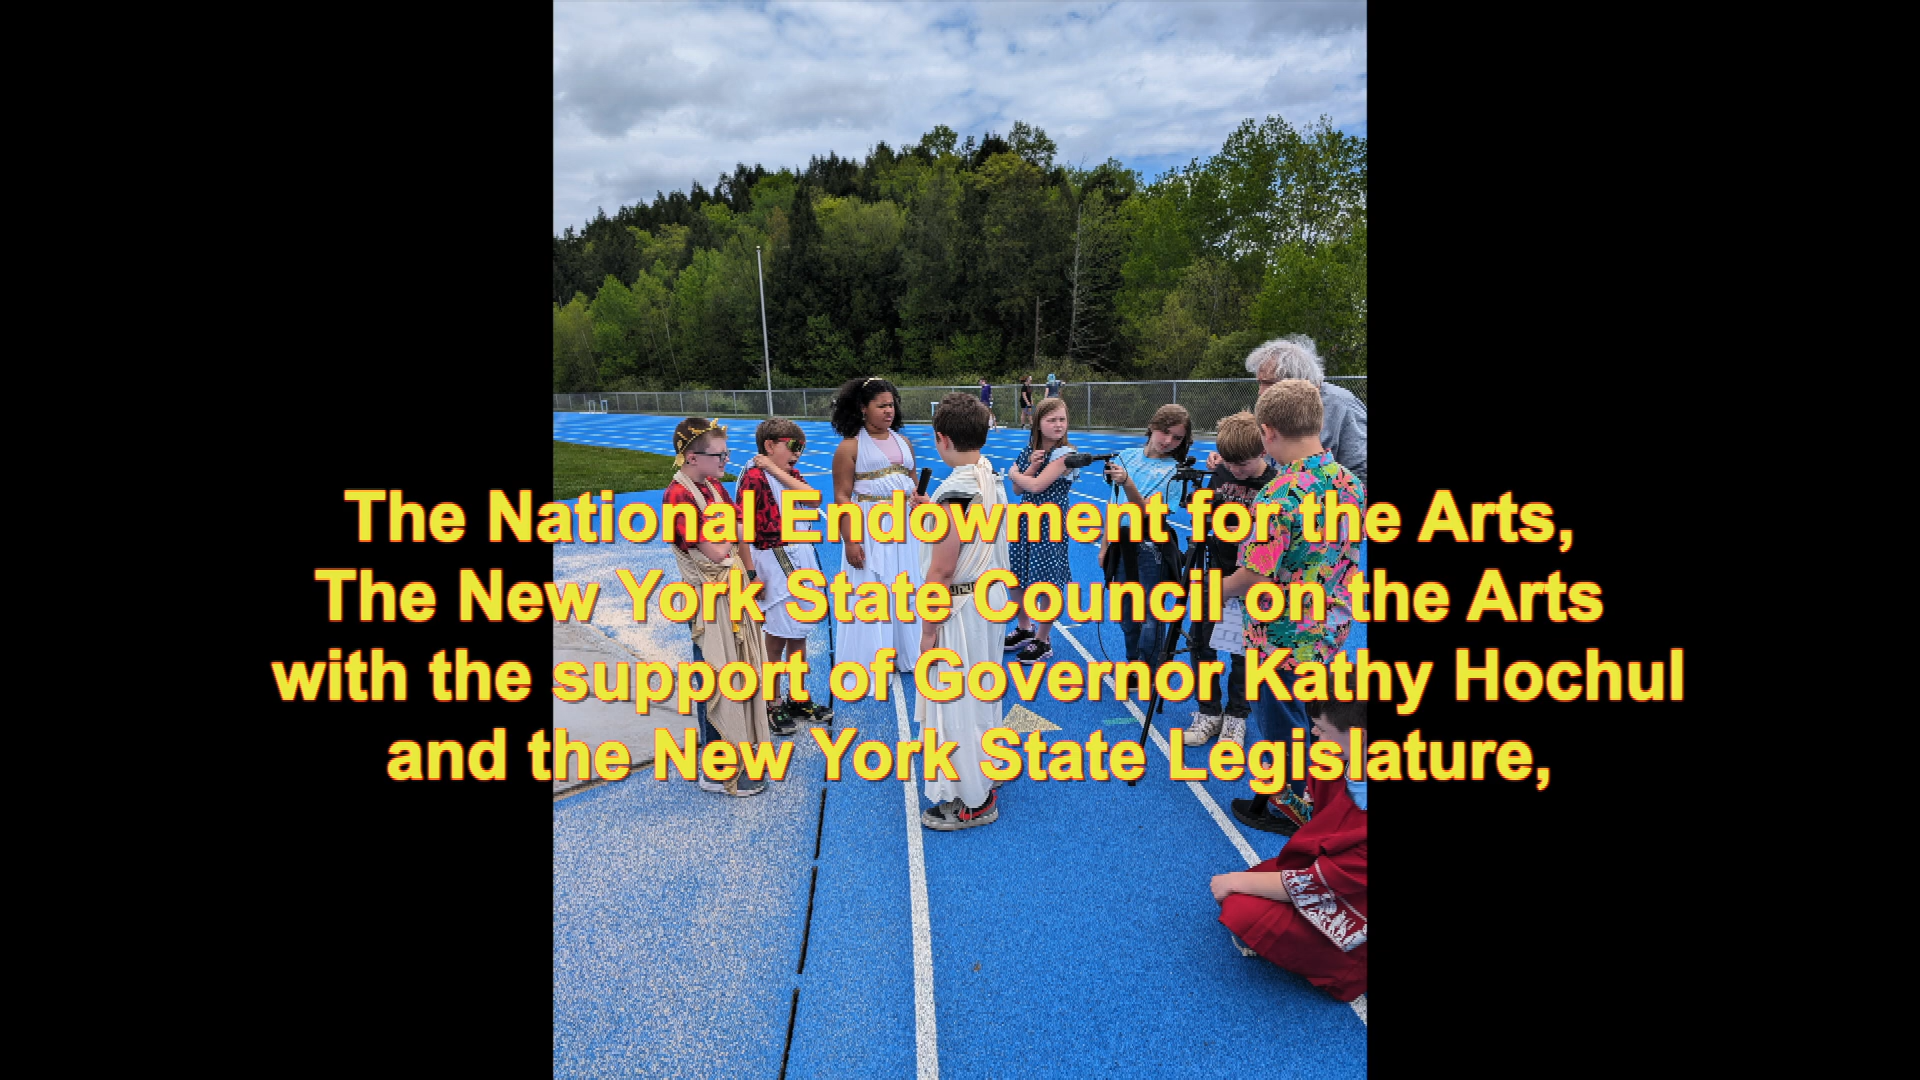 The National Endowment for the Arts,
The New York State Council on the Arts
with the support of Governor Kathy Hochul
and the New York State Legislature,